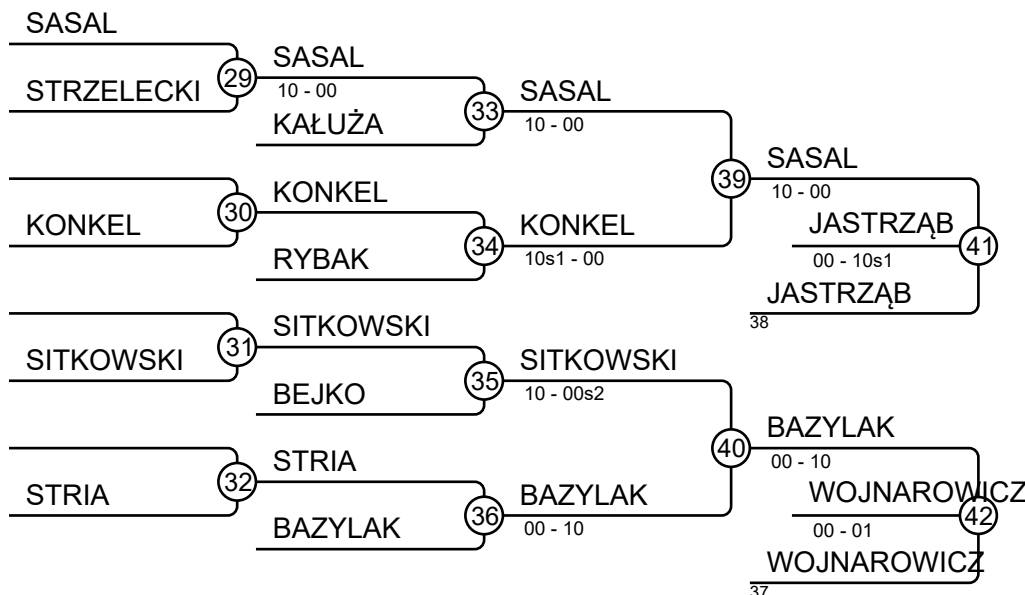 SASAL
STRZELECKI
29
SASAL
10 - 00
KAŁUŻA
33
SASAL
10 - 00
KONKEL
30
KONKEL
RYBAK
34
KONKEL
10s1 - 00
39
SASAL
10 - 00
JASTRZĄB
00 - 10s1
41
JASTRZĄB
38
SITKOWSKI
31
SITKOWSKI
BEJKO
35
SITKOWSKI
10 - 00s2
STRIA
32
STRIA
BAZYLAK
36
BAZYLAK
00 - 10
40
BAZYLAK
00 - 10
WOJNAROWICZ
00 - 01
42
WOJNAROWICZ
37